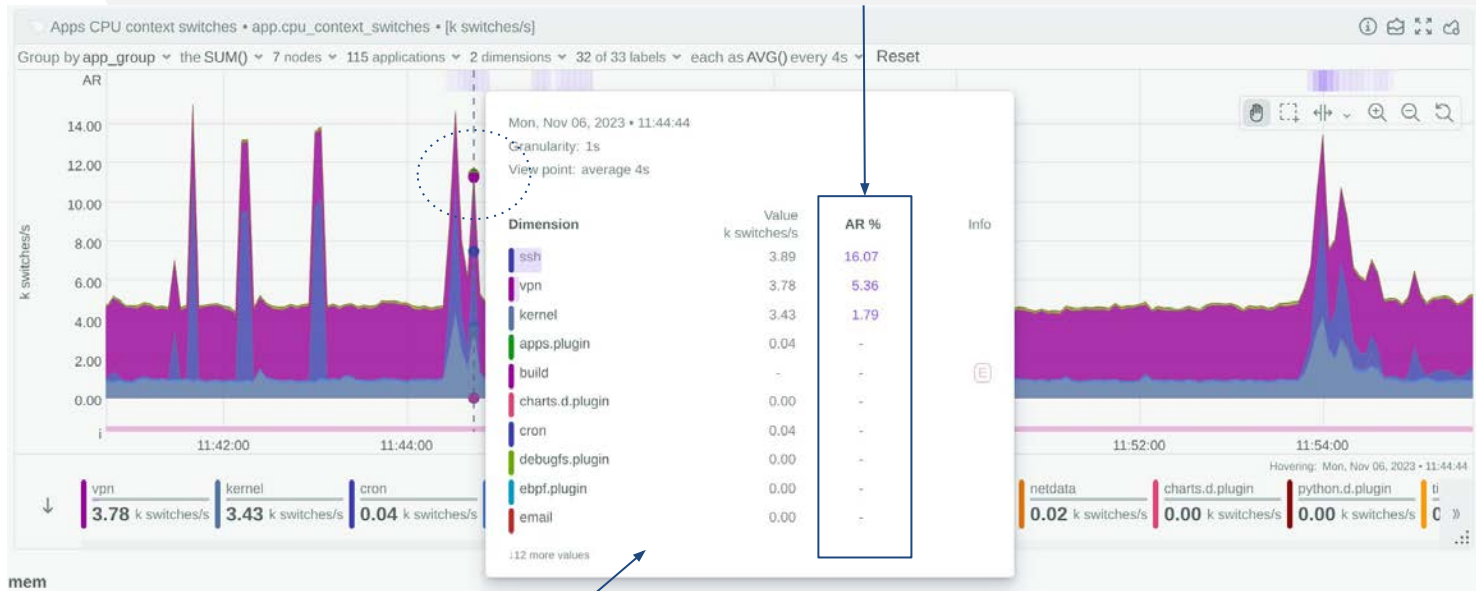 Apps CPU context switches • app.cpu_context_switches • [k switches/s]
Group by app_group the SUM() 7 nodes 115 applications 2 dimensions 32 of 33 labels each as AVG() every 4s Reset
AR
14.00
12.00
10.00
8.00
6.00
4.00
2.00
0.00
k switches/s
i
11:42:00 11:44:00 11:52:00 11:54:00
Mon, Nov 06, 2023 • 11:44:44
Granularity: 1s
View point: average 4s
Dimension Value k switches/s AR % Info
ssh 3.89 16.07
vpn 3.78 5.36
kernel 3.43 1.79
apps.plugin 0.04 -
build - - E
charts.d.plugin 0.00 -
cron 0.04 -
debugfs.plugin 0.00 -
ebpf.plugin 0.00 -
email 0.00 -
↓12 more values
Hovering: Mon, Nov 06, 2023 • 11:44:44
vpn kernel cron netdata charts.d.plugin python.d.plugin ti
3.78 k switches/s 3.43 k switches/s 0.04 k switches/s 0.02 k switches/s 0.00 k switches/s 0.00 k switches/s
mem